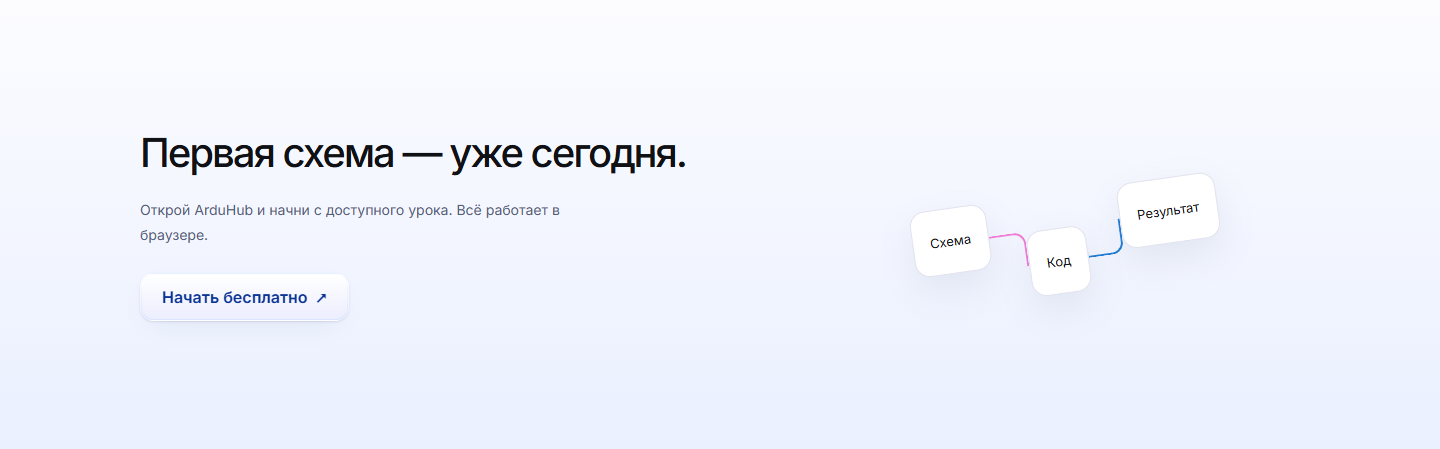 Первая схема — уже сегодня.
Открой ArduHub и начни с доступного урока. Всё работает в
браузере.
Начать бесплатно ↗
Схема
Код
Результат